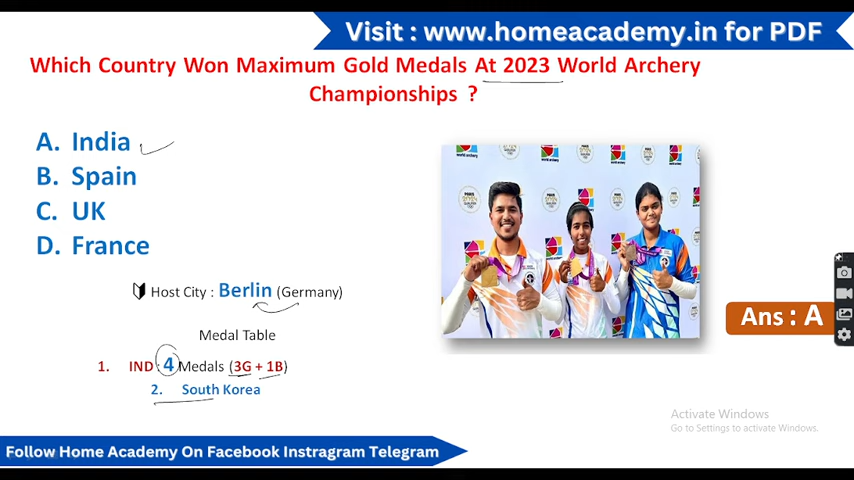 Visit : www.homeacademy.in for PDF
Which Country Won Maximum Gold Medals At 2023 World Archery
Championships ?
A. India
B. Spain
C. UK
D. France
Host City : Berlin (Germany)
Medal Table
1. IND : 4 Medals (3G + 1B)
2. South Korea
Ans : A
Activate Windows
Go to Settings to activate Windows.
Follow Home Academy On Facebook Instragram Telegram